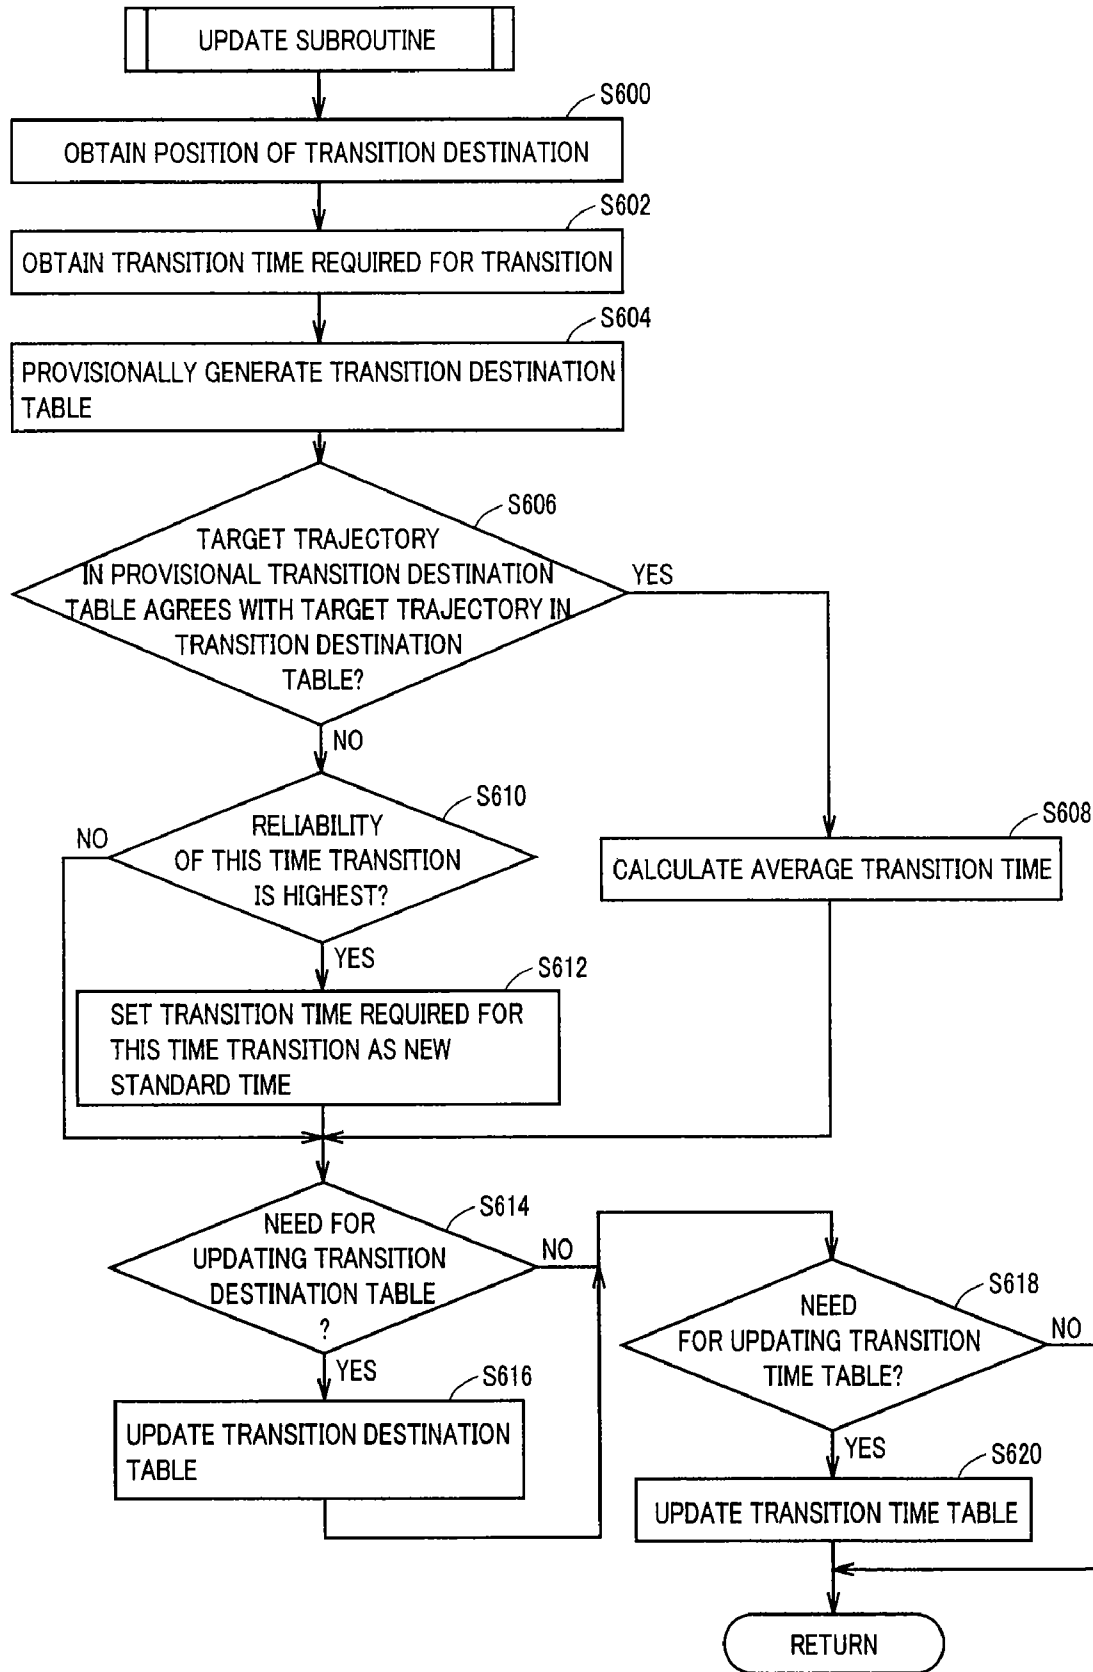 UPDATE SUBROUTINE
S600
OBTAIN POSITION OF TRANSITION DESTINATION
S602
OBTAIN TRANSITION TIME REQUIRED FOR TRANSITION
S604
PROVISIONALLY GENERATE TRANSITION DESTINATION
TABLE
S606
TARGET TRAJECTORY
IN PROVISIONAL TRANSITION DESTINATION
TABLE AGREES WITH TARGET TRAJECTORY IN
TRANSITION DESTINATION
TABLE?
YES
NO
S610
RELIABILITY
OF THIS TIME TRANSITION
IS HIGHEST?
NO
YES
S608
CALCULATE AVERAGE TRANSITION TIME
S612
SET TRANSITION TIME REQUIRED FOR
THIS TIME TRANSITION AS NEW
STANDARD TIME
S614
NEED FOR
UPDATING TRANSITION
DESTINATION TABLE
?
NO
YES
S616
UPDATE TRANSITION DESTINATION
TABLE
S618
NEED
FOR UPDATING TRANSITION
TIME TABLE?
NO
YES
S620
UPDATE TRANSITION TIME TABLE
RETURN